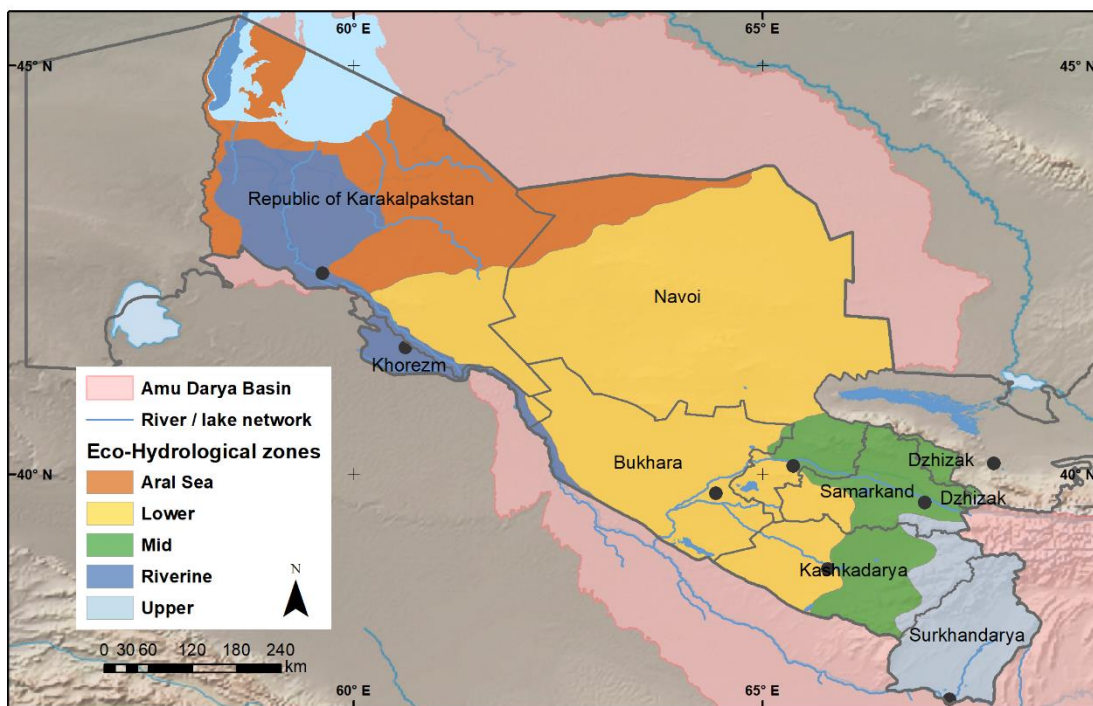 60° E
65° E
45° N
45° N
Republic of Karakalpakstan
Navoi
Khorezm
Amu Darya Basin
River / lake network
Eco-Hydrological zones
Aral Sea
Lower
Mid
Riverine
Upper
N
0 30 60 120 180 240
km
Bukhara
Dzhizak
40° N
40° N
Samarkand
Dzhizak
Kashkadarya
Surkhandarya
60° E
65° E